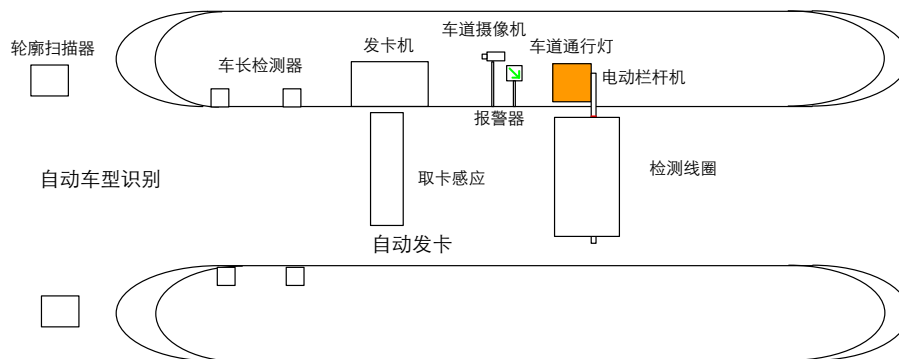 车道摄像机
车道通行灯
轮廓扫描器
发卡机
车长检测器
电动栏杆机
报警器
检测线圈
自动车型识别
取卡感应
自动发卡